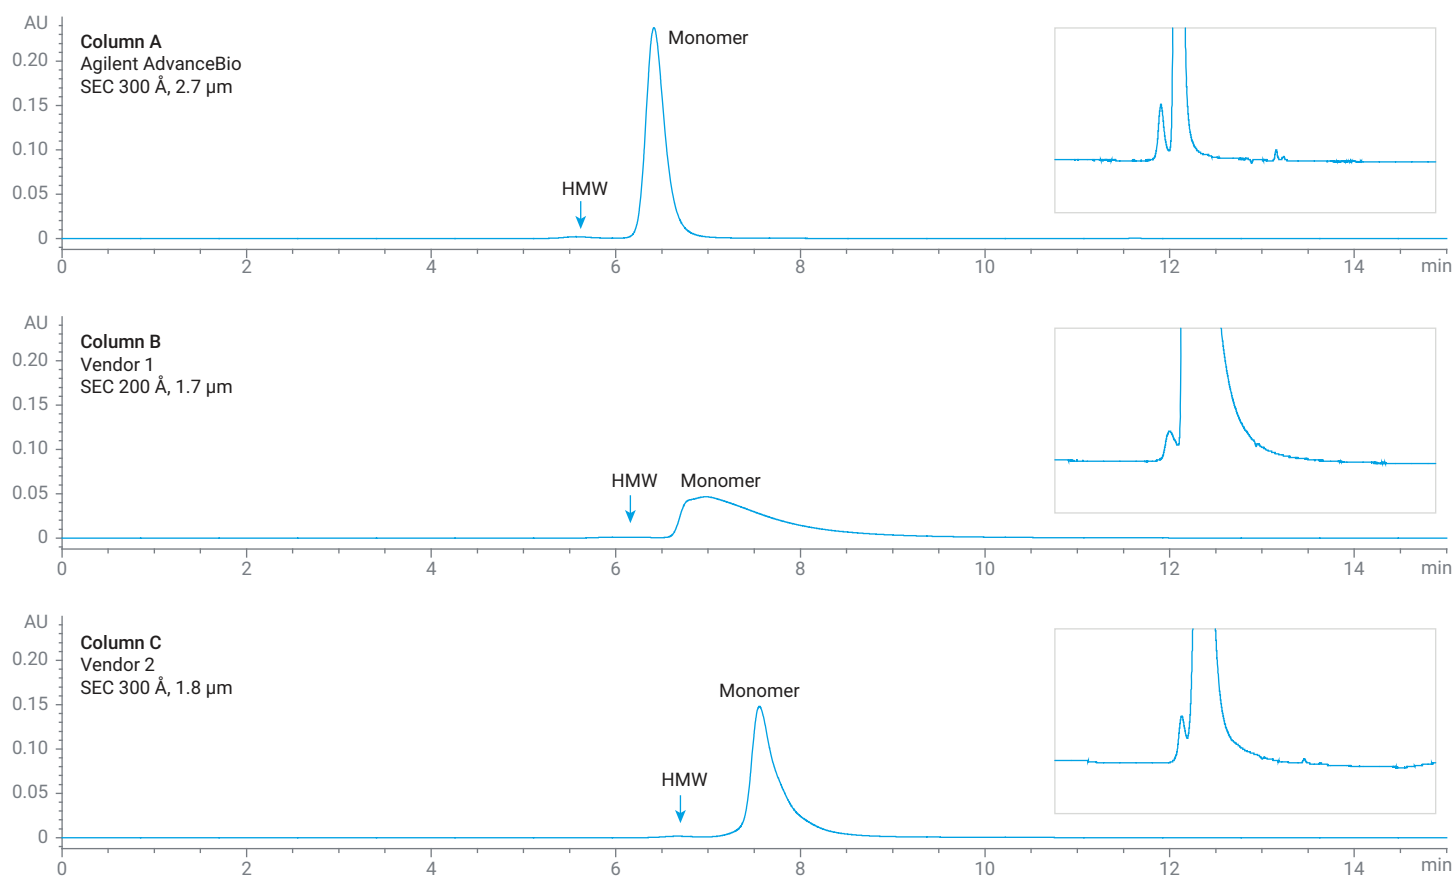 AU
Column A
Agilent AdvanceBio
SEC 300 Å, 2.7 µm
Monomer
HMW
0.20
0.15
0.10
0.05
0
0 2 4 6 8 10 12 14 min
AU
Column B
Vendor 1
SEC 200 Å, 1.7 µm
HMW Monomer
0.20
0.15
0.10
0.05
0
0 2 4 6 8 10 12 14 min
AU
Column C
Vendor 2
SEC 300 Å, 1.8 µm
Monomer
HMW
0.20
0.15
0.10
0.05
0
0 2 4 6 8 10 12 14 min